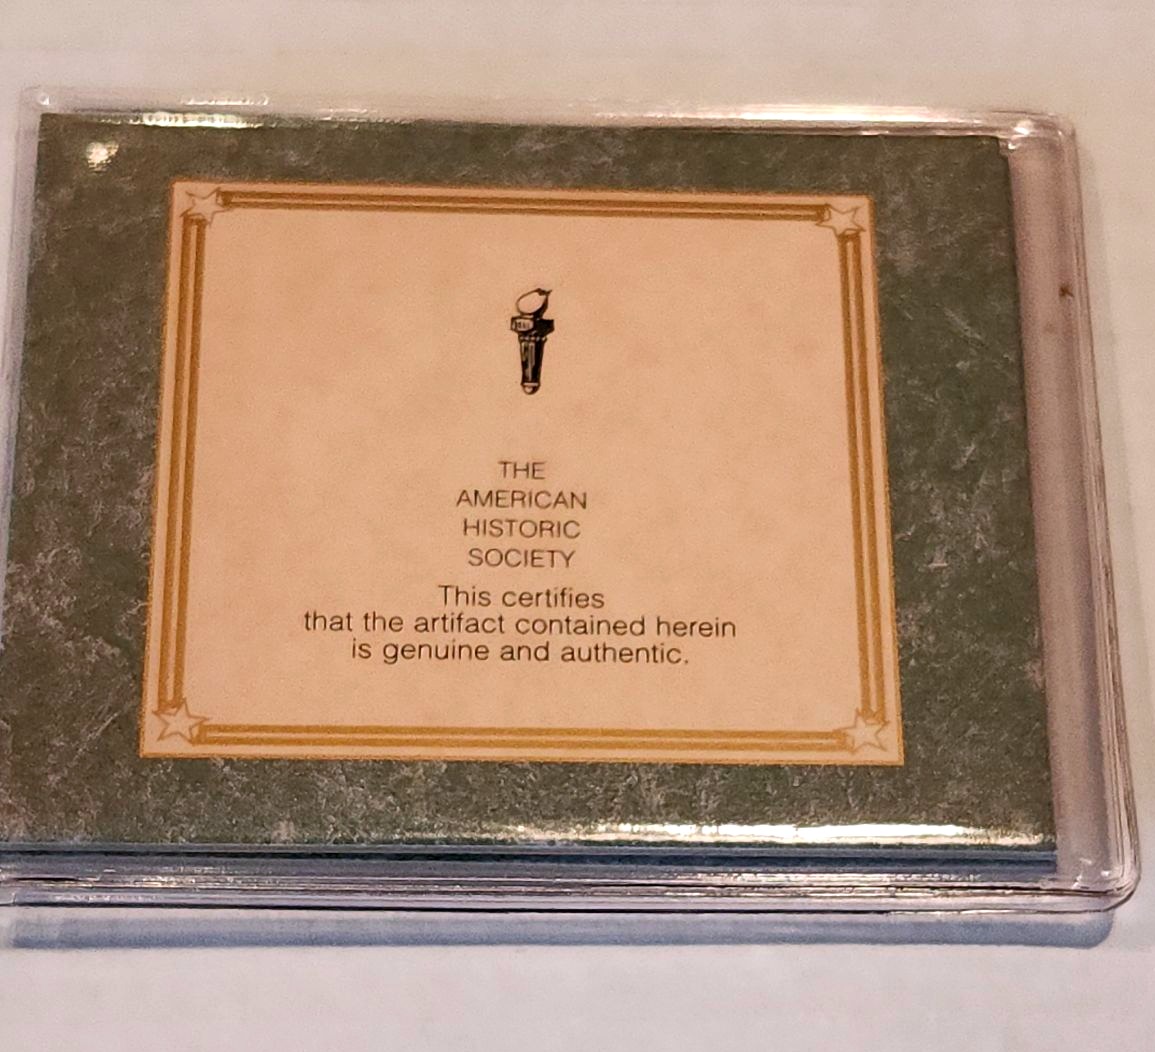 THE
AMERICAN
HISTORIC
SOCIETY
This certifies
that the artifact contained herein
is genuine and authentic.